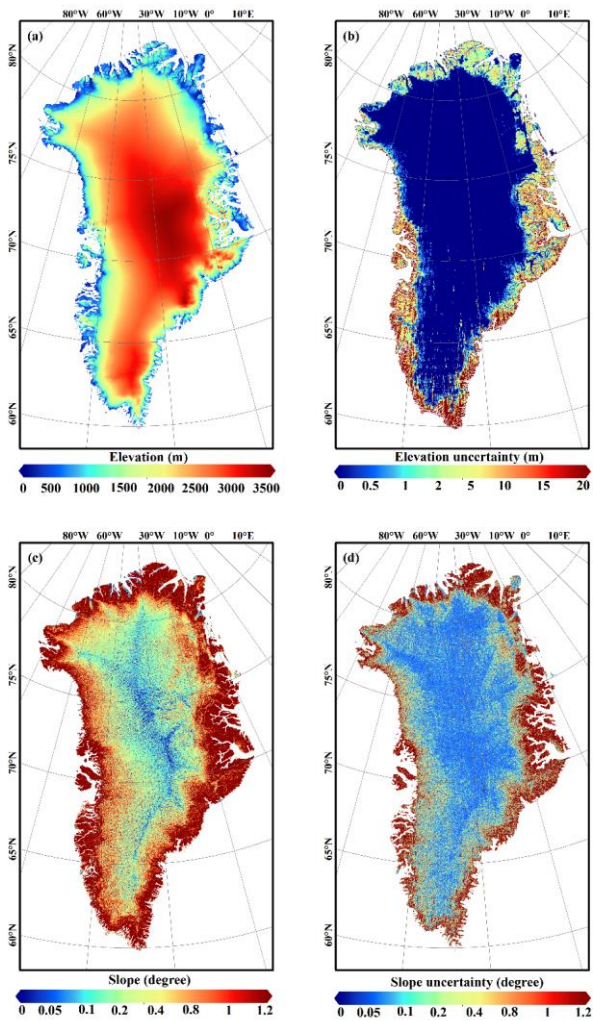 80°W 60°W 40°W 30°W 20°W 10°W 0° 10°E
(a)
80°N
75°N
70°N
65°N
60°N
Elevation (m)
0 500 1000 1500 2000 2500 3000 3500
80°W 60°W 40°W 30°W 20°W 10°W 0° 10°E
(b)
80°N
75°N
70°N
65°N
60°N
Elevation uncertainty (m)
0 0.5 1 2 5 10 15 20
80°W 60°W 30°W 10°W 0° 10°E
(c)
80°N
75°N
70°N
65°N
60°N
Slope (degree)
0 0.05 0.1 0.2 0.4 0.8 1 1.2
80°W 60°W 30°W 10°W 0° 10°E
(d)
80°N
75°N
70°N
65°N
60°N
Slope uncertainty (degree)
0 0.05 0.1 0.2 0.4 0.8 1 1.2